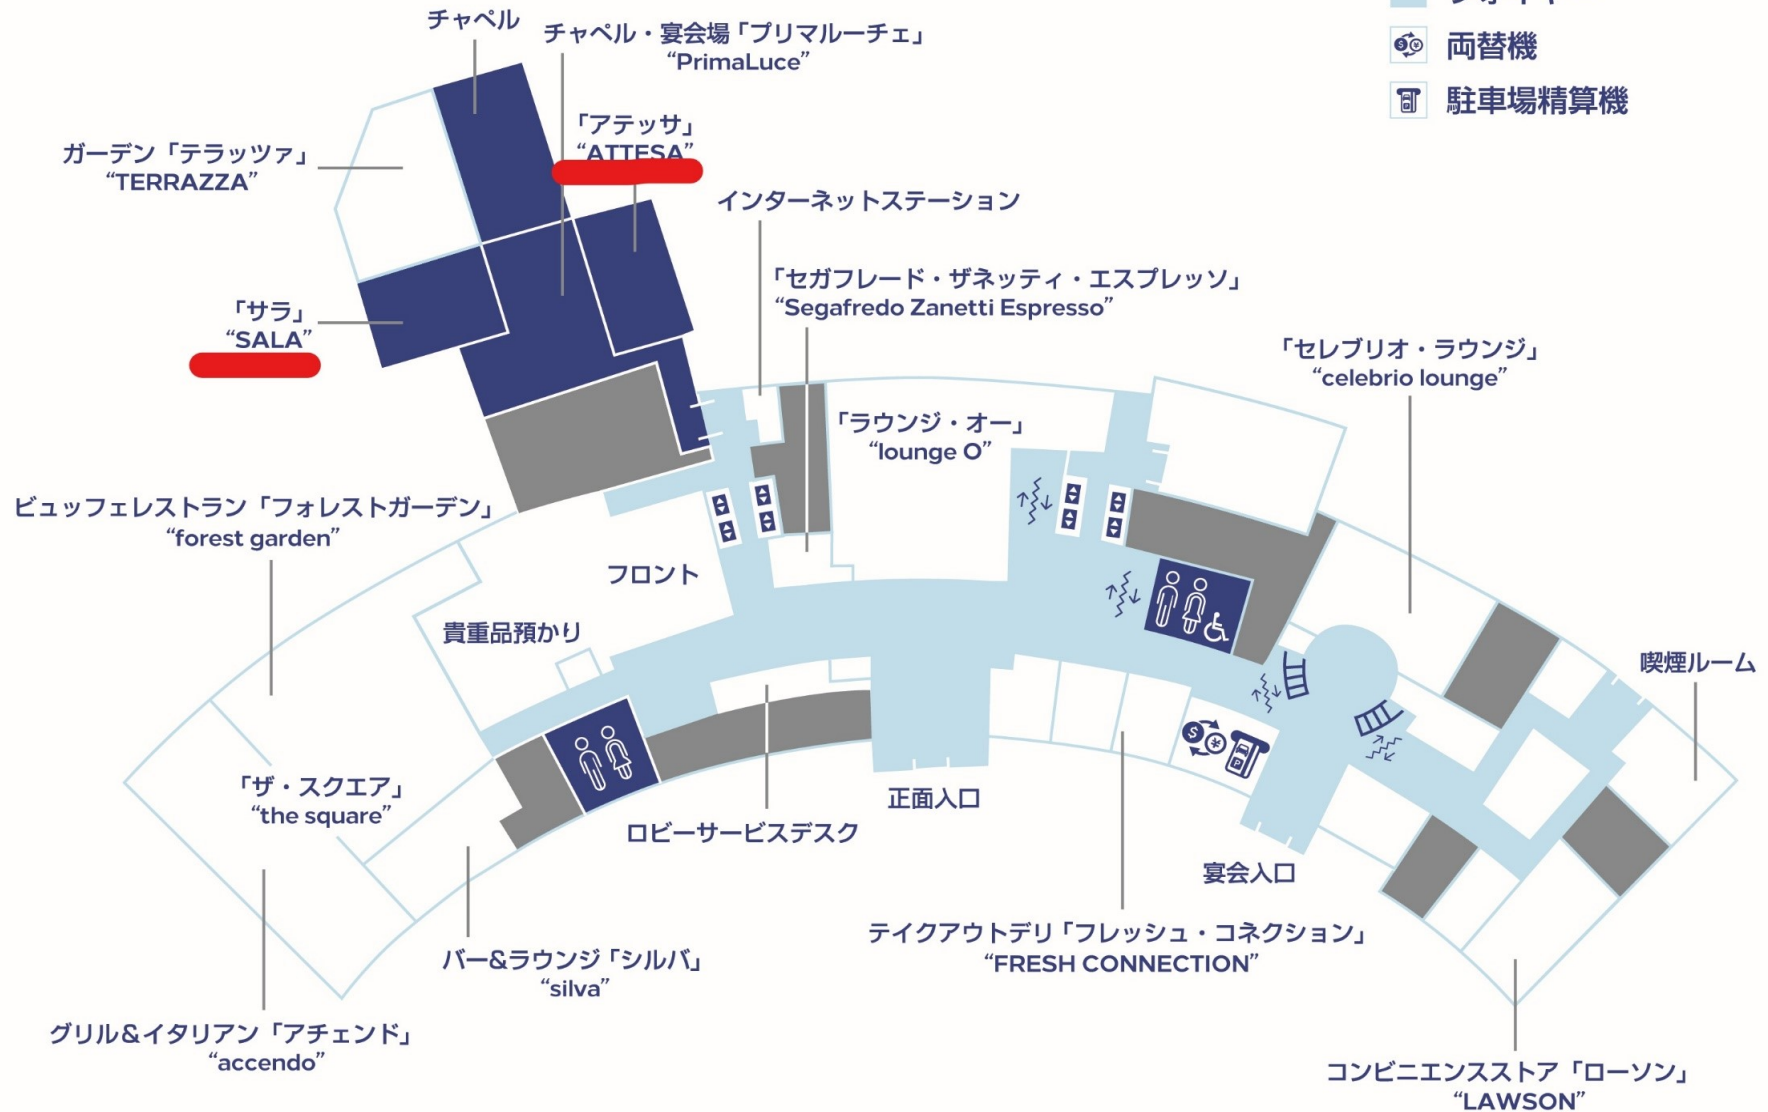 両替機
駐車場精算機
チャペル
チャペル・宴会場「プリマルーチェ」
“PrimaLuce”
「アテッサ」
“ATTESA”
ガーデン「テラッツァ」
“TERRAZZA”
インターネットステーション
「セガフレード・ザネッティ・エスプレッソ」
“Segafredo Zanetti Espresso”
「サラ」
“SALA”
「セレブリオ・ラウンジ」
“celebrio lounge”
「ラウンジ・オー」
“lounge O”
ビュッフェレストラン「フォレストガーデン」
“forest garden”
フロント
貴重品預かり
喫煙ルーム
「ザ・スクエア」
“the square”
正面入口
ロビーサービスデスク
宴会入口
テイクアウトデリ「フレッシュ・コネクション」
“FRESH CONNECTION”
バー&ラウンジ「シルバ」
“silva”
グリル&イタリアン「アチェンド」
“accendo”
コンビニエンスストア「ローソン」
“LAWSON”